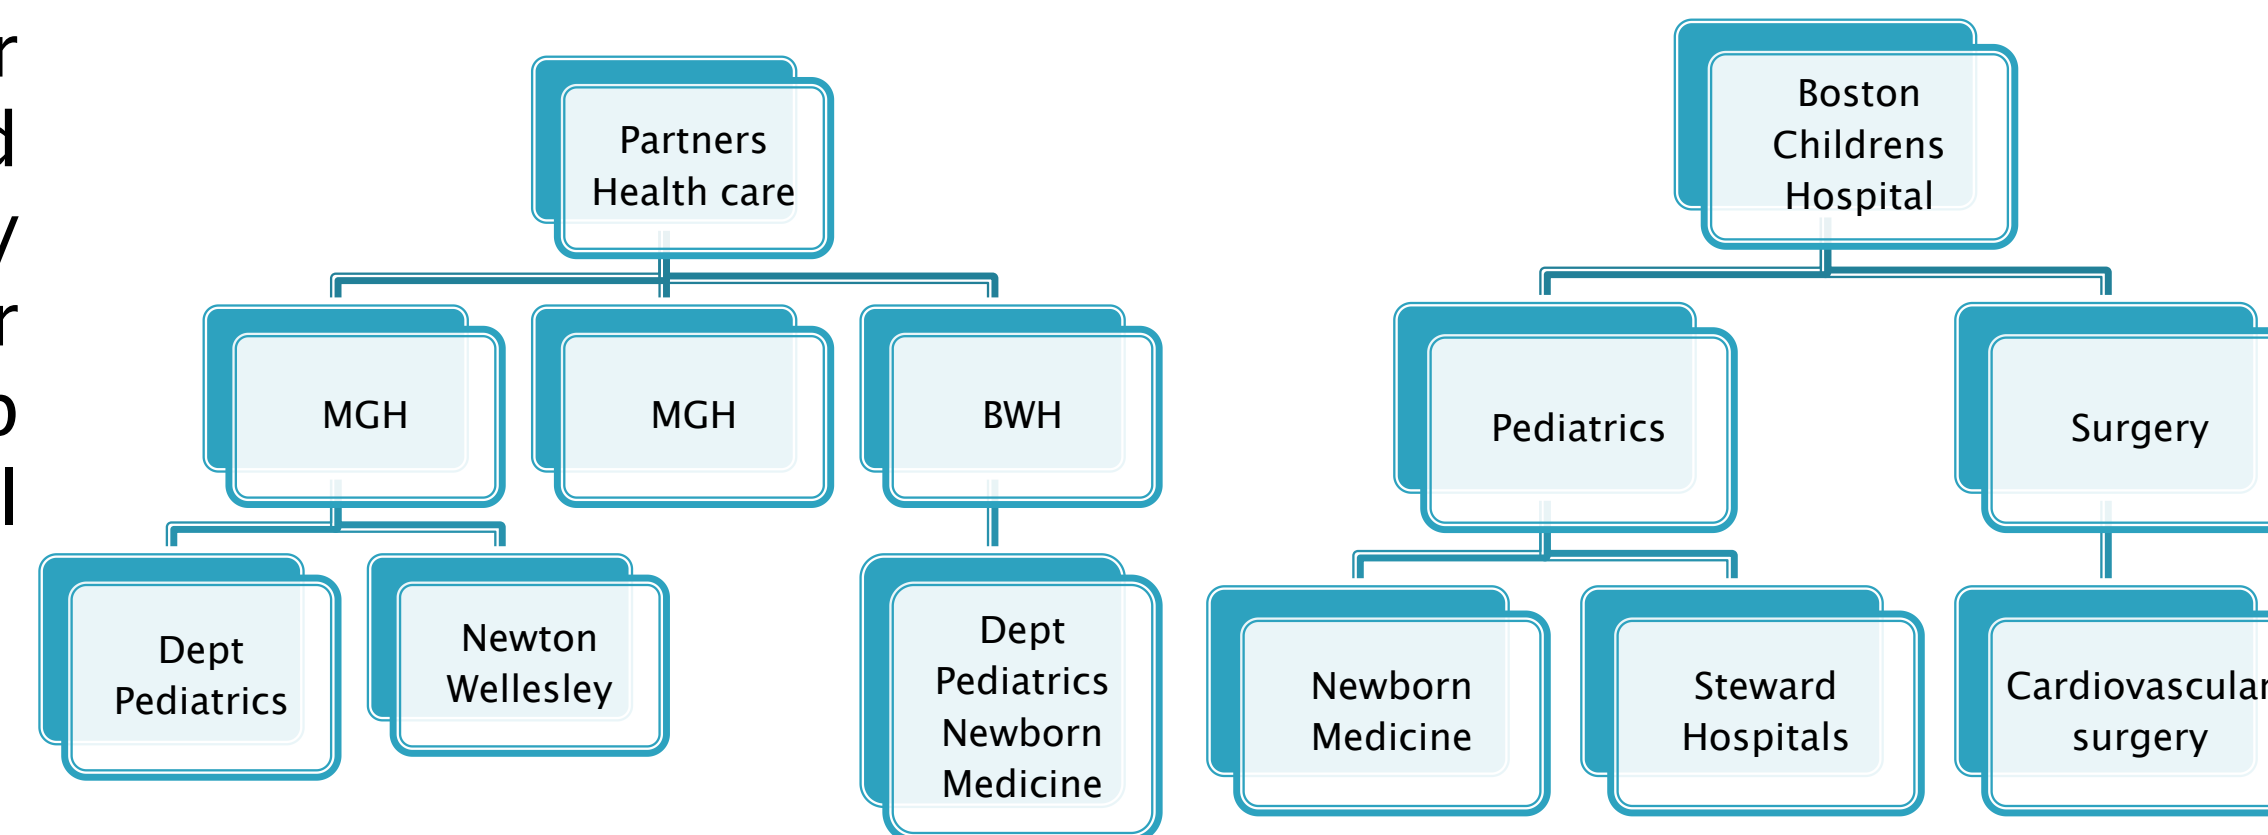 r
d
y
r
p
l
Partners
Health care
MGH
MGH
BWH
Dept
Pediatrics
Newton
Wellesley
Dept
Pediatrics
Newborn
Medicine
Boston
Childrens
Hospital
Pediatrics
Surgery
Newborn
Medicine
Steward
Hospitals
Cardiovascular
surgery